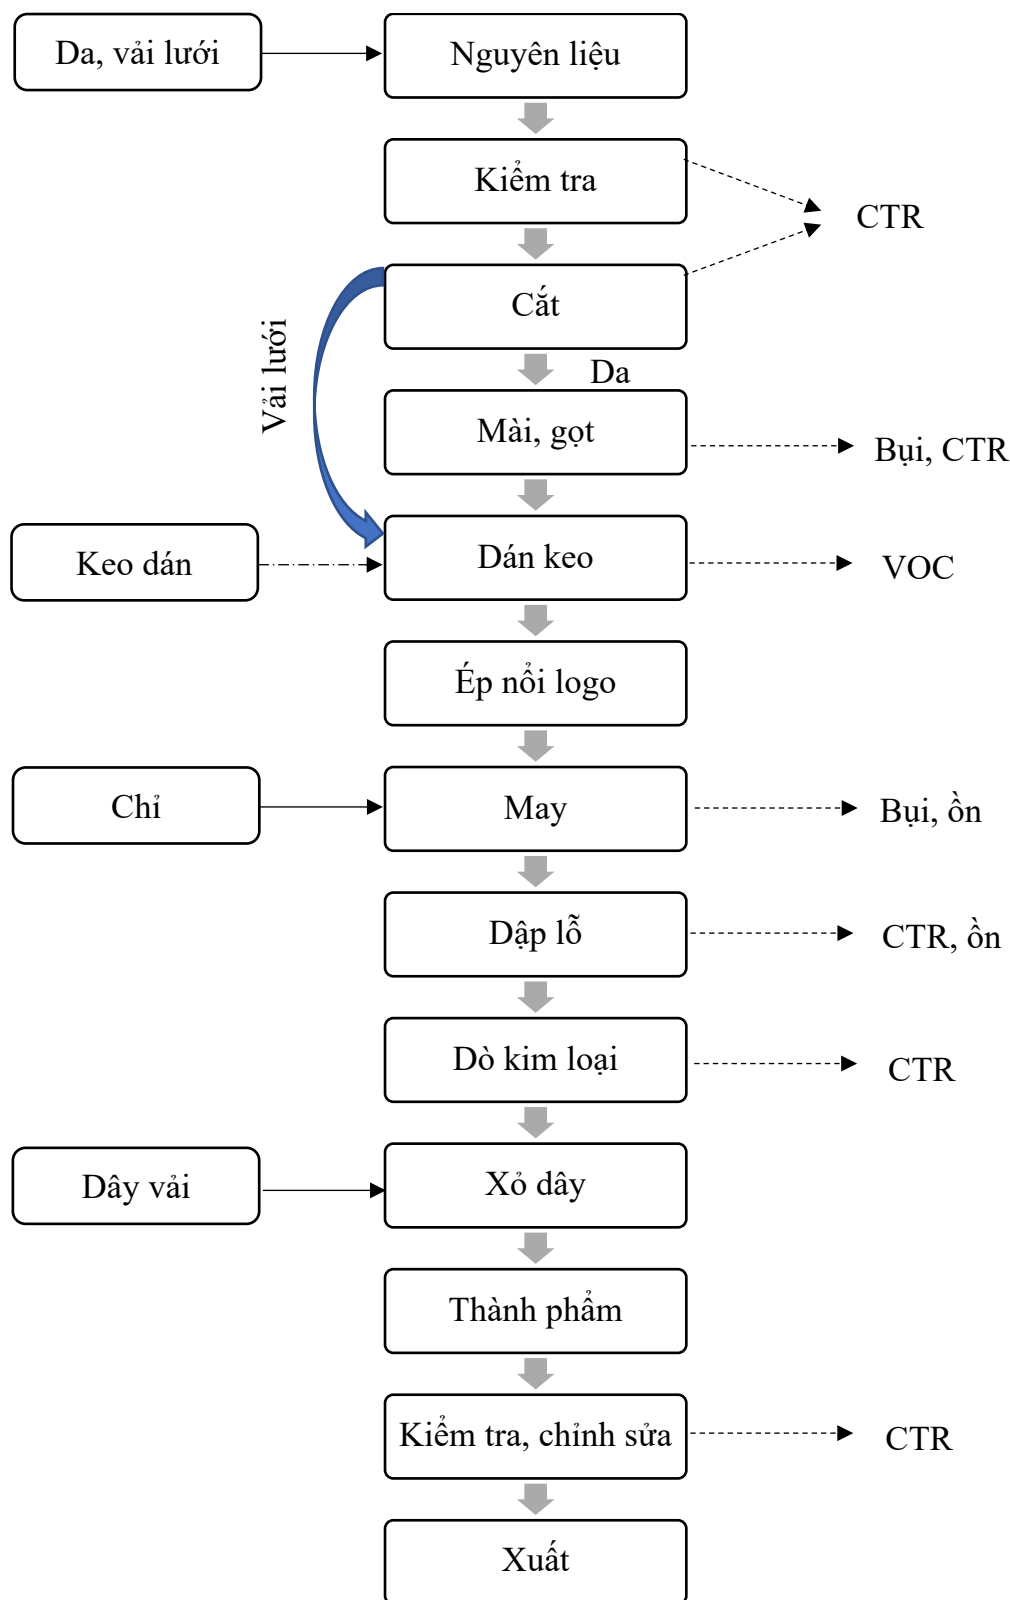 Da, vải lưới
Nguyên liệu
Kiểm tra
CTR
Cắt
Vải lưới
Da
Mài, gọt
Bụi, CTR
Keo dán
Dán keo
VOC
Ép nổi logo
Chỉ
May
Bụi, ồn
Dập lỗ
CTR, ồn
Dò kim loại
CTR
Dây vải
Xỏ dây
Thành phẩm
Kiểm tra, chỉnh sửa
CTR
Xuất